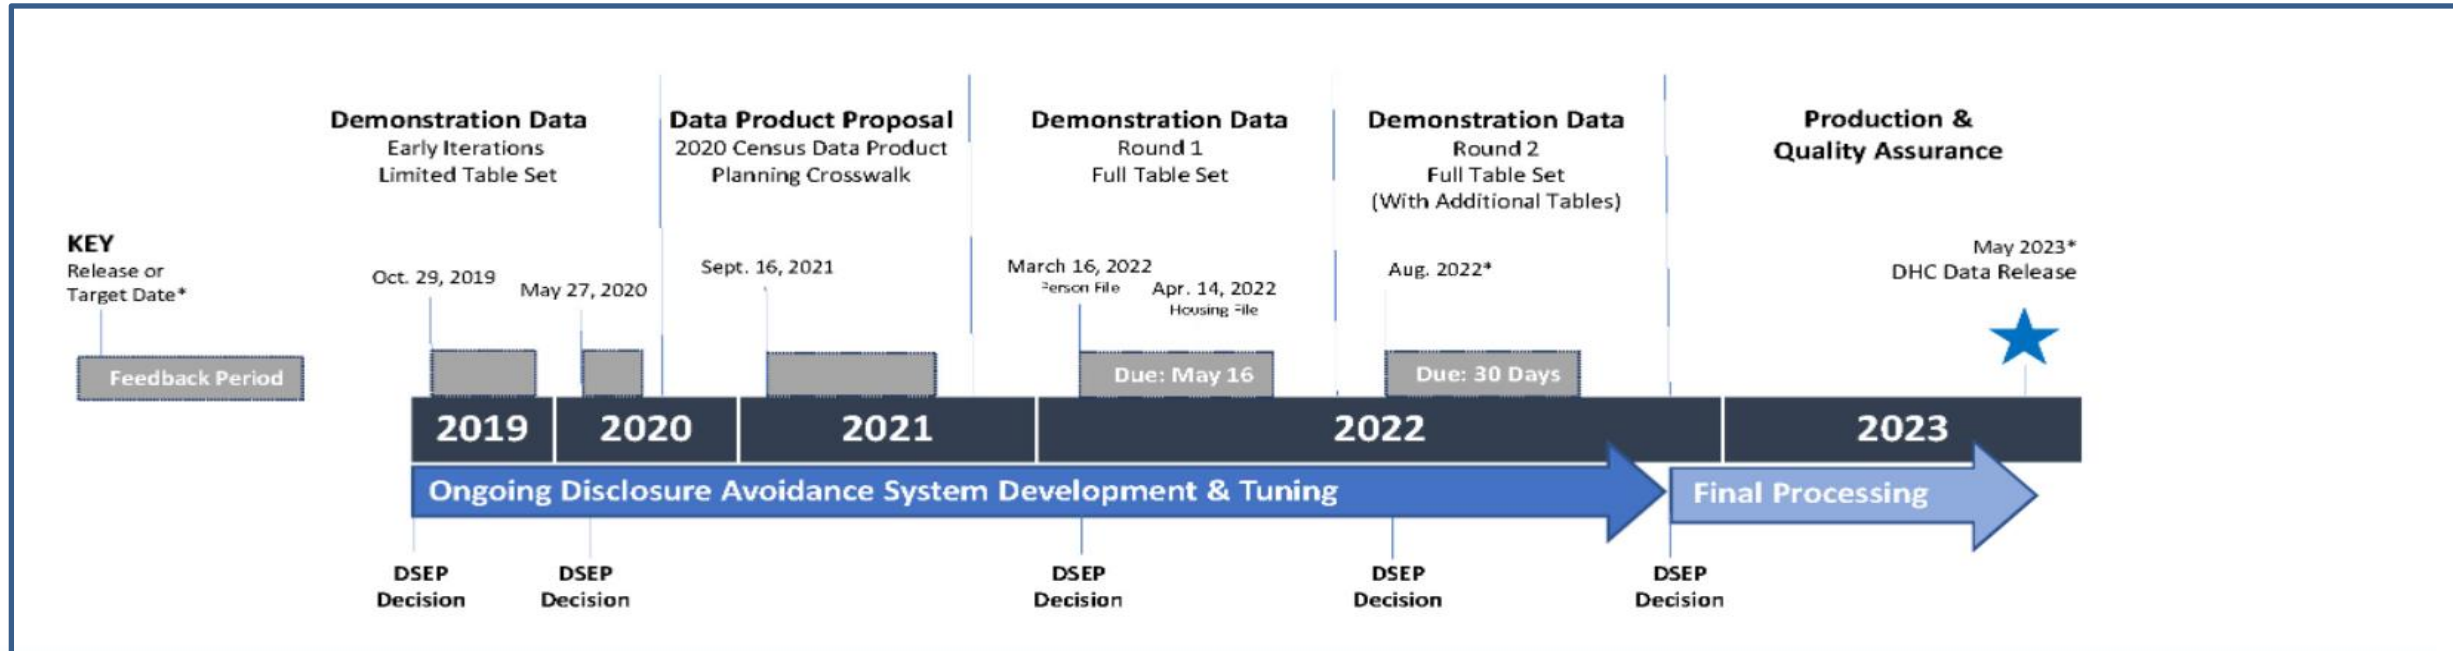 Demonstration Data
Early Iterations
Limited Table Set
Data Product Proposal
2020 Census Data Product
Planning Crosswalk
Demonstration Data
Round 1
Full Table Set
Demonstration Data
Round 2
Full Table Set
(With Additional Tables)
Production &
Quality Assurance
KEY
Release or
Target Date*
Feedback Period
Oct. 29, 2019
May 27, 2020
Sept. 16, 2021
March 16, 2022
Person File
Apr. 14, 2022
Housing File
Aug. 2022*
May 2023*
DHC Data Release
Due: May 16
Due: 30 Days
2019
2020
2021
2022
2023
Ongoing Disclosure Avoidance System Development & Tuning
Final Processing
DSEP
Decision
DSEP
Decision
DSEP
Decision
DSEP
Decision
DSEP
Decision